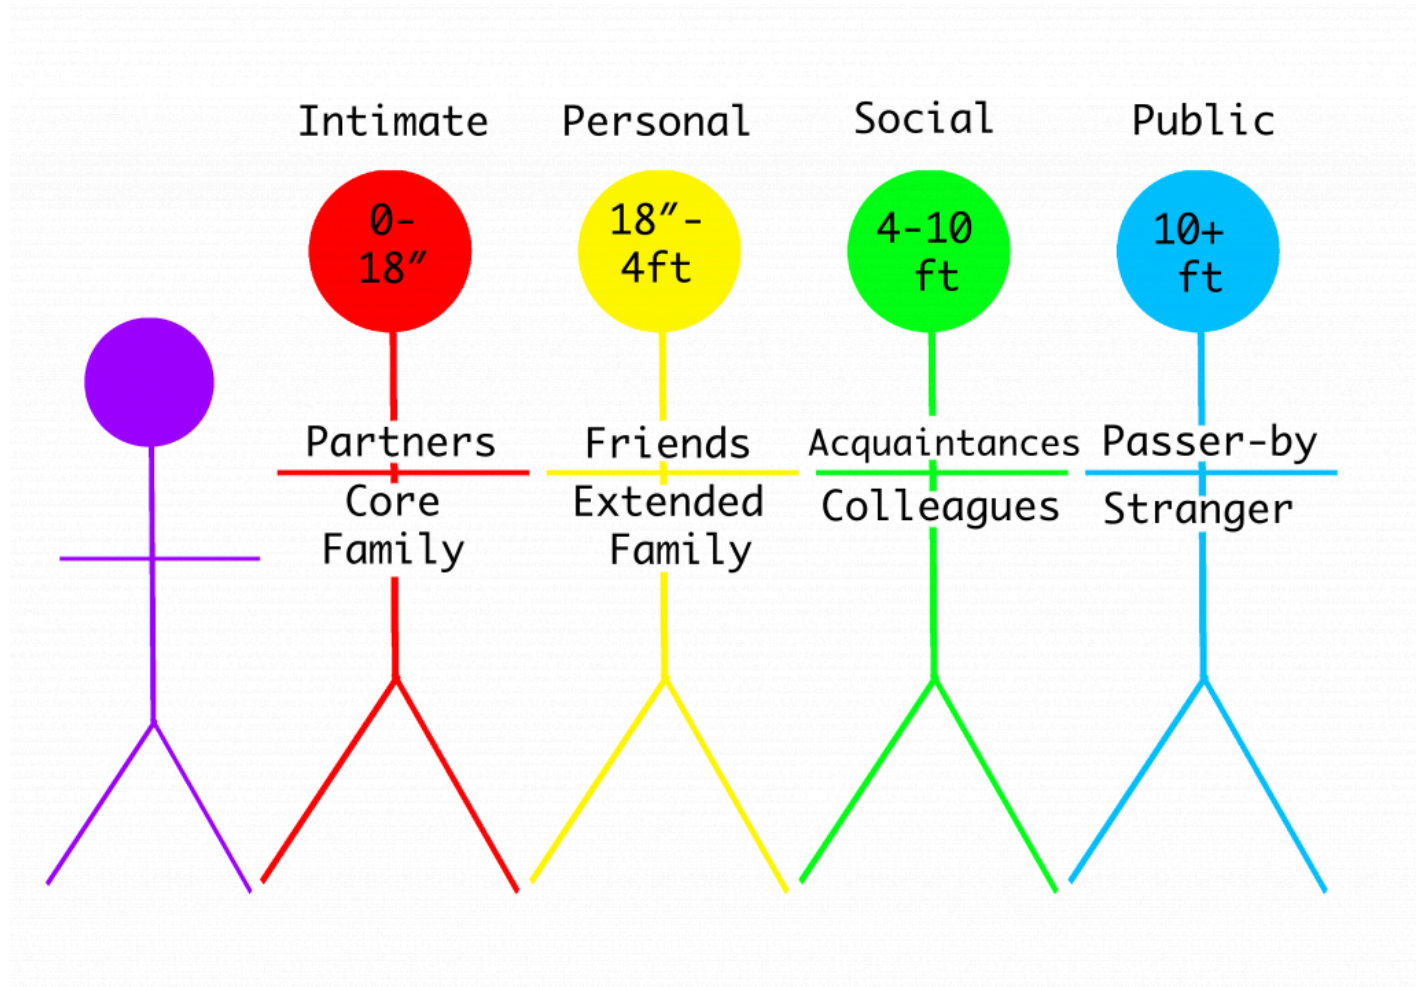 Intimate
0-
18″
Partners
Core
Family
Personal
18″-
4ft
Friends
Extended
Family
Social
4-10
ft
Acquaintances
Colleagues
Public
10+
ft
Passer-by
Stranger